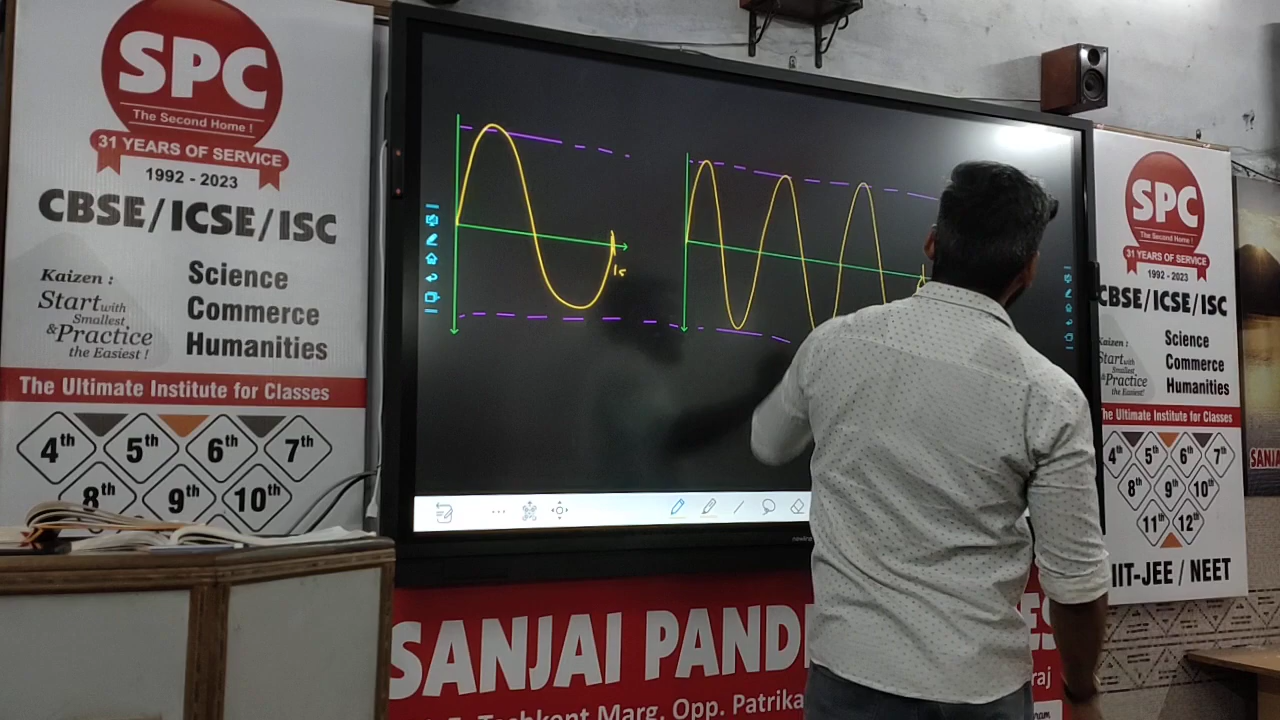 SPC
The Second Home !
31 YEARS OF SERVICE
1992 - 2023
CBSE/ICSE/ISC
Kaizen :
Start with
Smallest
& Practice
the Easiest !
Science
Commerce
Humanities
The Ultimate Institute for Classes
4th 5th 6th 7th
8th 9th 10th
1s
SANJAI PAND
Tashkent Marg, Opp. Patrika
raj
SPC
The Second Home !
31 YEARS OF SERVICE
1992 - 2023
CBSE/ICSE/ISC
Kaizen :
Start with
Smallest
& Practice
the Easiest!
Science
Commerce
Humanities
The Ultimate Institute for Classes
4th 5th 6th 7th
8th 9th 10th
11th 12th
IIT-JEE / NEET
SANJA